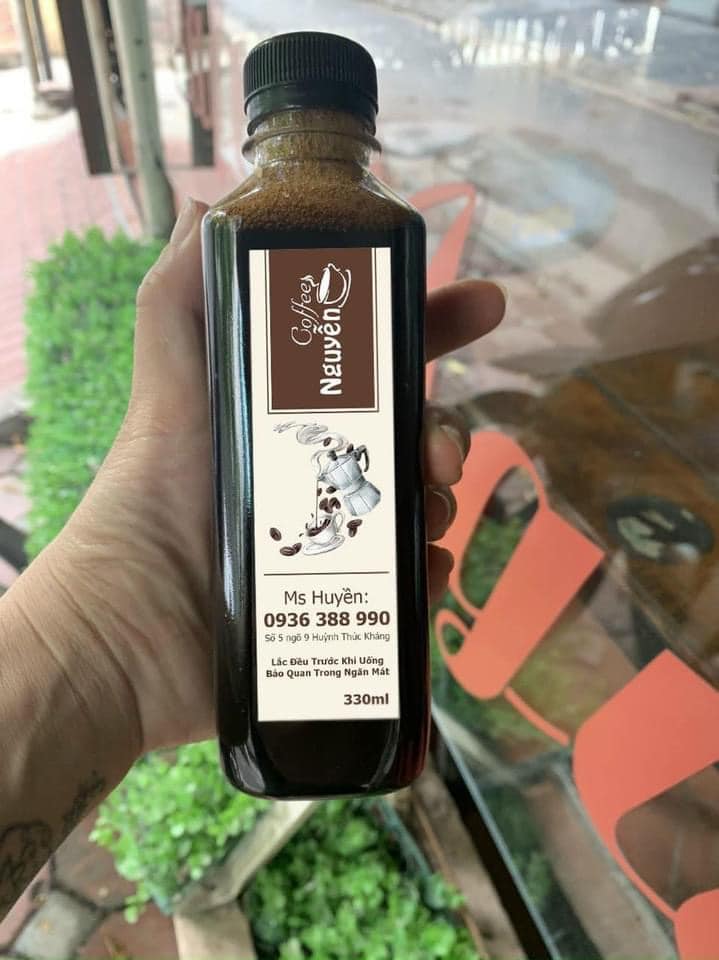 Coffee
Nguyễn
Ms Huyền:
0936 388 990
Số 5 ngõ 9 Huỳnh Thúc Kháng
Lắc Đều Trước Khi Uống
Bảo Quan Trong Ngăn Mát
330ml